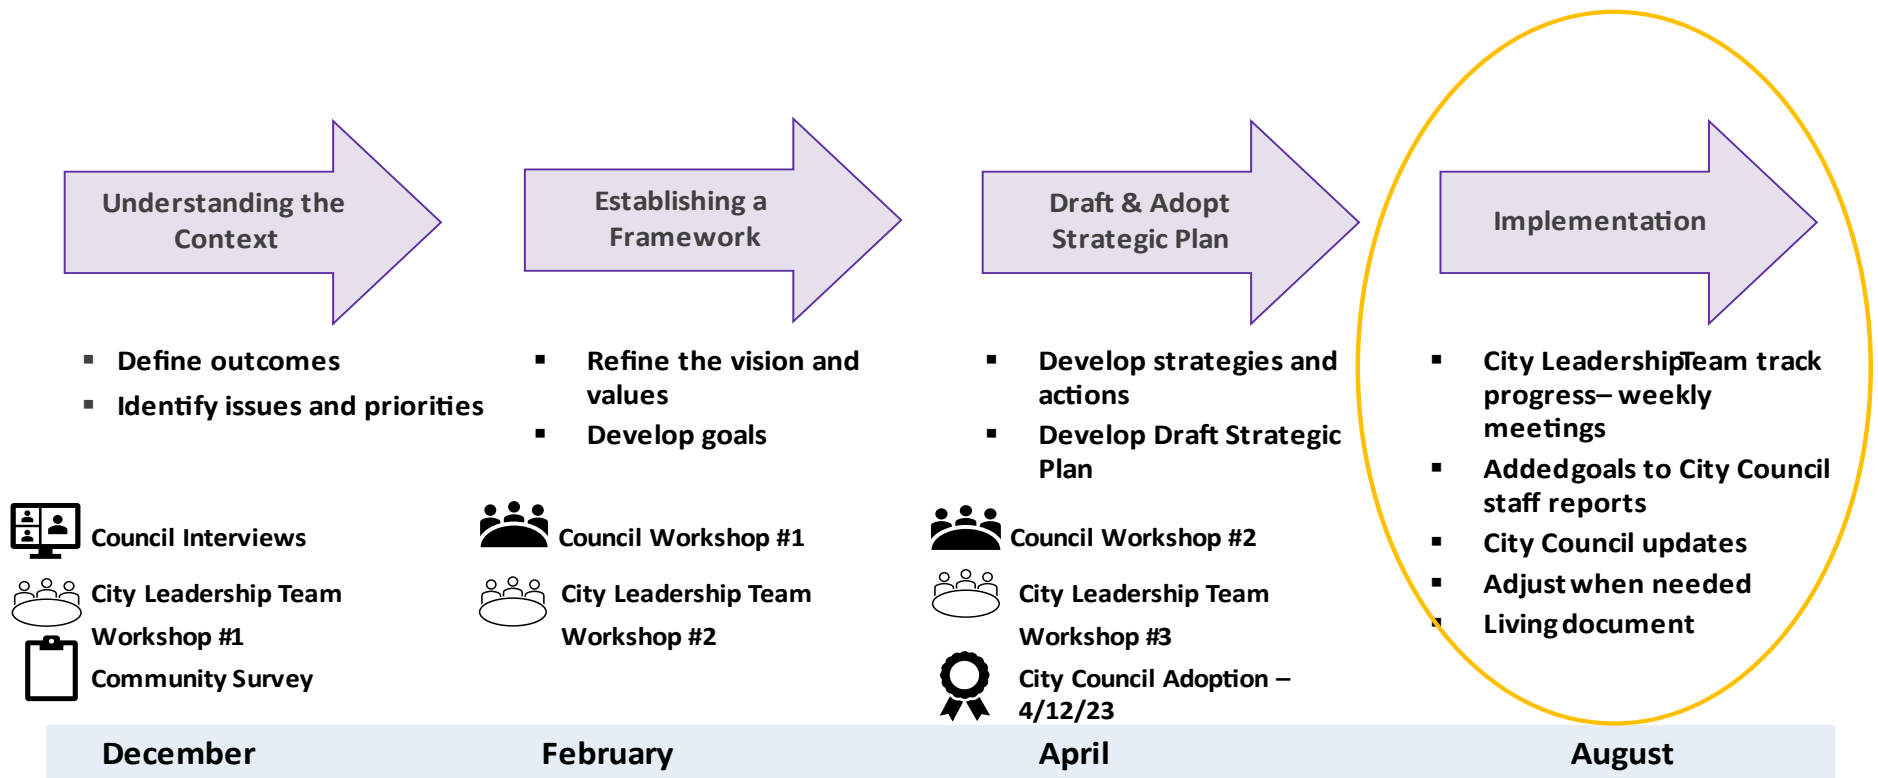 Understanding the
Context
Establishing a
Framework
Draft & Adopt
Strategic Plan
Implementation
▪ Define outcomes
▪ Identify issues and priorities
▪ Refine the vision and
values
▪ Develop goals
▪ Develop strategies and
actions
▪ Develop Draft Strategic
Plan
▪ City LeadershipTeam track
progress– weekly
meetings
▪ Addedgoals to City Council
staff reports
▪ City Council updates
▪ Adjust when needed
▪ Living document
Council Interviews
City Leadership Team
Workshop #1
Community Survey
Council Workshop #1
City Leadership Team
Workshop #2
Council Workshop #2
City Leadership Team
Workshop #3
City Council Adoption –
4/12/23
December
February
April
August